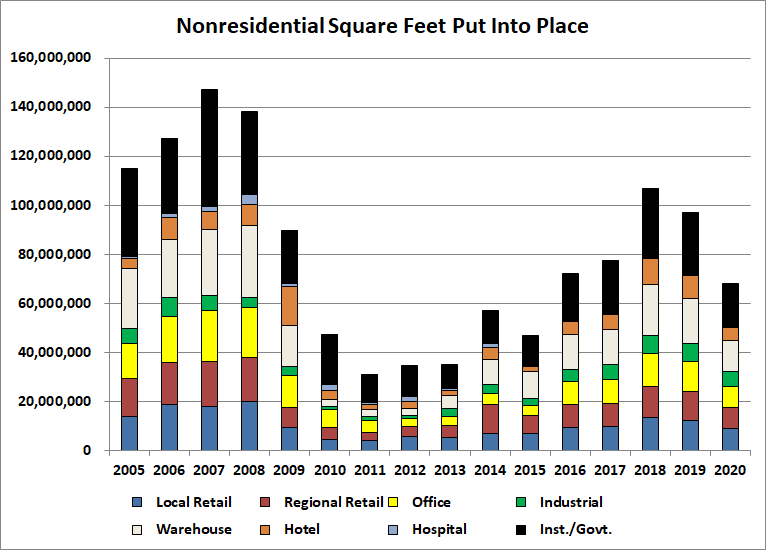 Nonresidential Square Feet Put Into Place
160,000,000
140,000,000
120,000,000
100,000,000
80,000,000
60,000,000
40,000,000
20,000,000
0
2005 2006 2007 2008 2009 2010 2011 2012 2013 2014 2015 2016 2017 2018 2019 2020
Local Retail Regional Retail Office Industrial
Warehouse Hotel Hospital Inst./Govt.